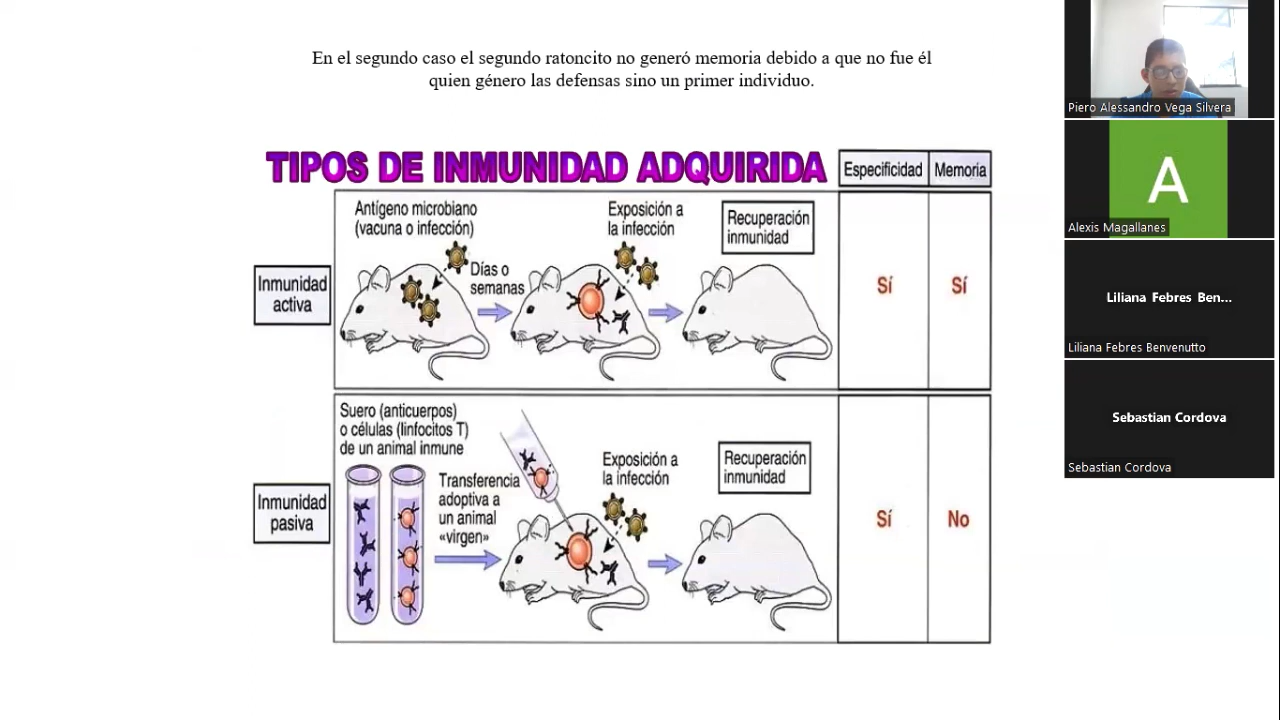 En el segundo caso el segundo ratoncito no generó memoria debido a que no fue él
quien género las defensas sino un primer individuo.
TIPOS DE INMUNIDAD ADQUIRIDA
Especificidad
Memoria
Antígeno microbiano
(vacuna o infección)
Exposición a
la infección
Recuperación
inmunidad
Días o
semanas
Inmunidad
activa
Sí
Sí
Suero (anticuerpos)
o células (linfocitos T)
de un animal inmune
Transferencia
adoptiva a
un animal
«virgen»
Exposición a
la infección
Recuperación
inmunidad
Inmunidad
pasiva
Sí
No
Piero Alessandro Vega Silvera
A
Alexis Magallanes
Liliana Febres Ben...
Liliana Febres Benvenutto
Sebastian Cordova
Sebastian Cordova